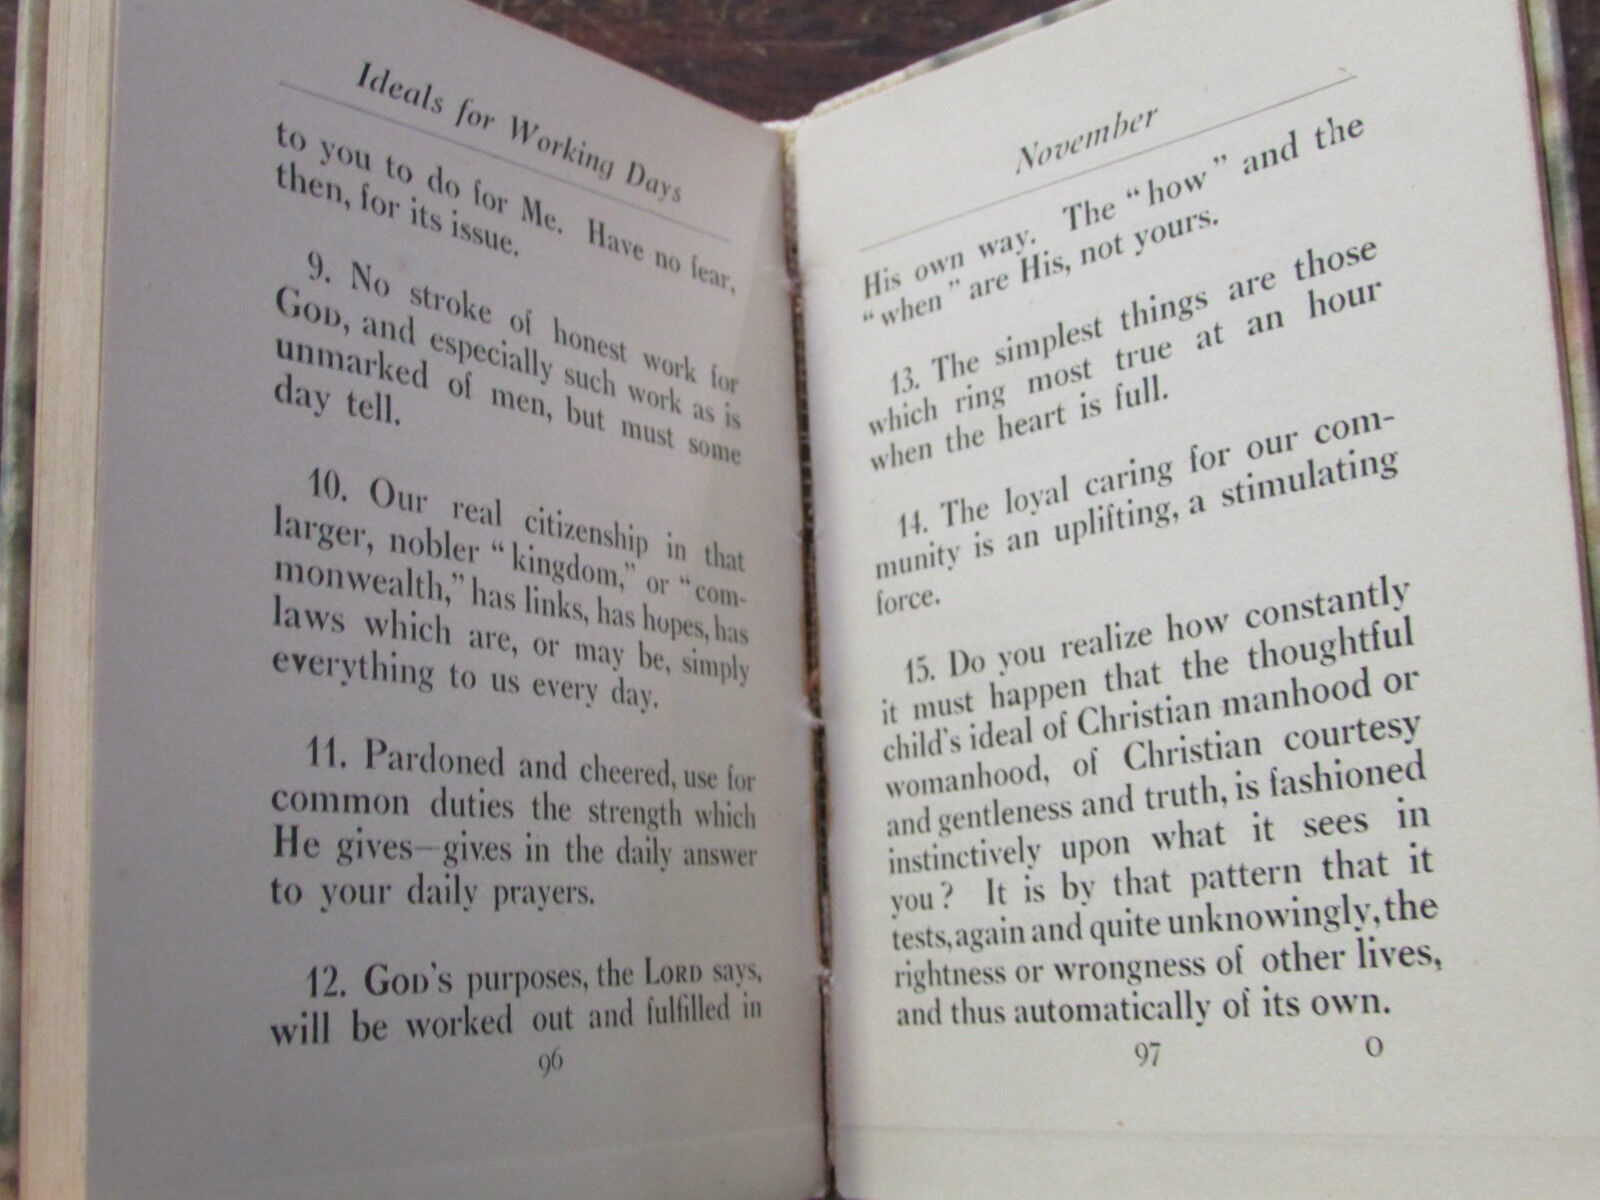 Ideals for Working Days
to you to do for Me. Have no fear,
then, for its issue.
9. No stroke of honest work for
GOD, and especially such work as is
unmarked of men, but must some
day tell.
10. Our real citizenship in that
larger, nobler “kingdom,” or “com-
monwealth,” has links, has hopes, has
laws which are, or may be, simply
everything to us every day.
11. Pardoned and cheered, use for
common duties the strength which
He gives—gives in the daily answer
to your daily prayers.
12. GOD'S purposes, the LORD says,
will be worked out and fulfilled in
96
November
His own way. The “how” and the
“when” are His, not yours.
13. The simplest things are those
which ring most true at an hour
when the heart is full.
14. The loyal caring for our com-
munity is an uplifting, a stimulating
force.
15. Do you realize how constantly
it must happen that the thoughtful
child's ideal of Christian manhood or
womanhood, of Christian courtesy
and gentleness and truth, is fashioned
instinctively upon what it sees in
you? It is by that pattern that it
tests, again and quite unknowingly, the
rightness or wrongness of other lives,
and thus automatically of its own.
97 O